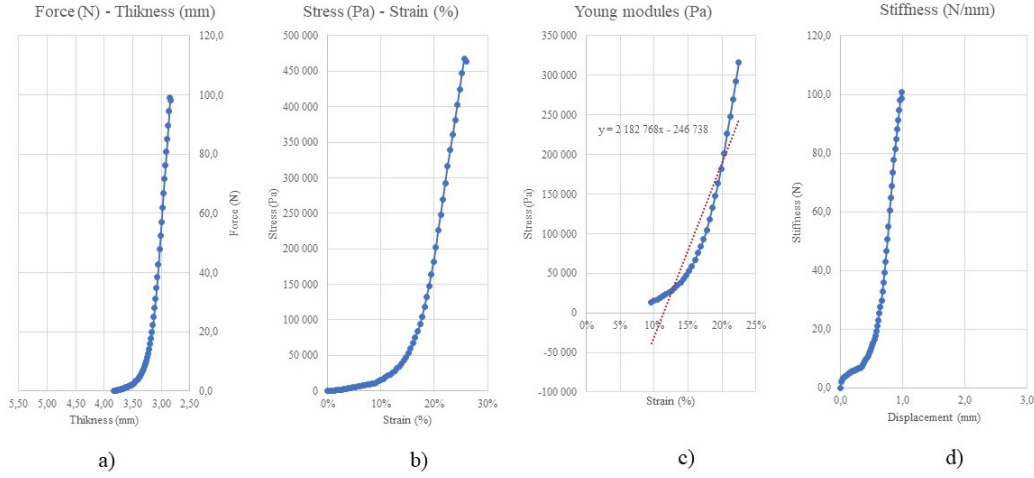 Force (N) - Thikness (mm)
120,0
100,0
80,0
60,0
40,0
20,0
0,0
Force (N)
5,50 5,00 4,50 4,00 3,50 3,00 2,50
Thikness (mm)
a)
Stress (Pa) - Strain (%)
500 000
450 000
400 000
350 000
300 000
250 000
200 000
150 000
100 000
50 000
0
Stress (Pa)
0% 10% 20% 30%
Strain (%)
b)
Young modules (Pa)
350 000
300 000
250 000
200 000
150 000
100 000
50 000
0
-50 000
-100 000
Stress (Pa)
y = 2 182 768x - 246 738
0% 5% 10% 15% 20% 25%
Strain (%)
c)
Stiffness (N/mm)
120,0
100,0
80,0
60,0
40,0
20,0
0,0
Stiffness (N)
0,0 1,0 2,0 3,0
Displacement (mm)
d)